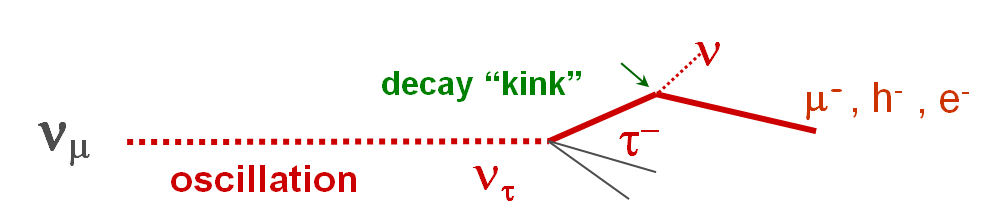 ν
decay “kink”
μ⁻ , h⁻ , e⁻
ν_μ
τ⁻
oscillation
ν_τ